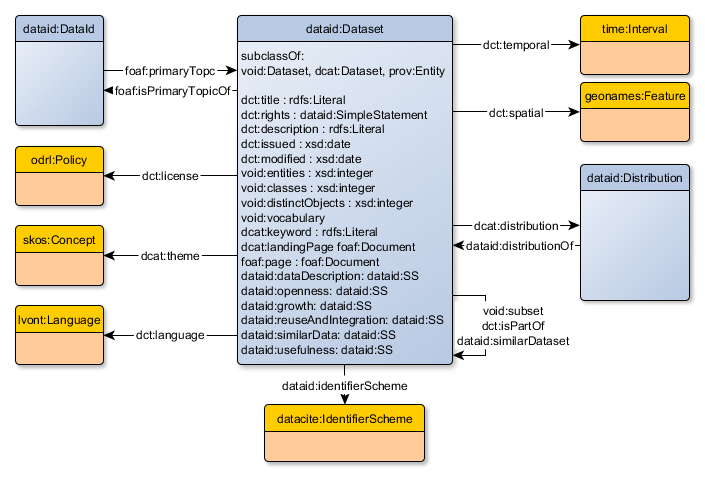 dataid:DataId
dataid:Dataset
time:Interval
subclassOf:
void:Dataset, dcat:Dataset, prov:Entity
dct:temporal
foaf:primaryTopc
foaf:isPrimaryTopicOf
geonames:Feature
dct:title : rdfs:Literal
dct:rights : dataid:SimpleStatement
dct:description : rdfs:Literal
dct:issued : xsd:date
dct:modified : xsd:date
void:entities : xsd:integer
void:classes : xsd:integer
void:distinctObjects : xsd:integer
void:vocabulary
dcat:keyword : rdfs:Literal
dcat:landingPage foaf:Document
foaf:page : foaf:Document
dataid:dataDescription: dataid:SS
dataid:openness: dataid:SS
dataid:growth: dataid:SS
dataid:reuseAndIntegration: dataid:SS
dataid:similarData: dataid:SS
dataid:usefulness: dataid:SS
dct:spatial
odrl:Policy
dct:license
dataid:Distribution
skos:Concept
dcat:theme
dcat:distribution
dataid:distributionOf
lvont:Language
dct:language
void:subset
dct:isPartOf
dataid:similarDataset
dataid:identifierScheme
datacite:IdentifierScheme